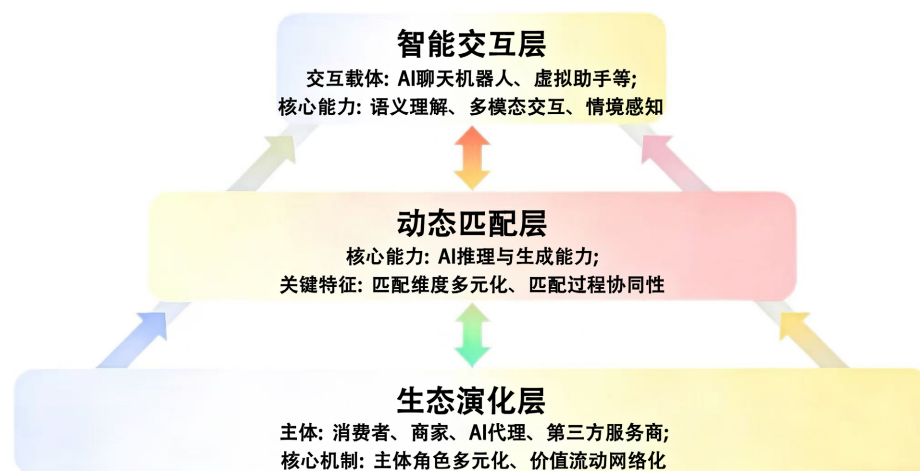 智能交互层
交互载体: AI聊天机器人、虚拟助手等;
核心能力: 语义理解、多模态交互、情境感知
动态匹配层
核心能力: AI推理与生成能力;
关键特征: 匹配维度多元化、匹配过程协同性
生态演化层
主体: 消费者、商家、AI代理、第三方服务商;
核心机制: 主体角色多元化、价值流动网络化